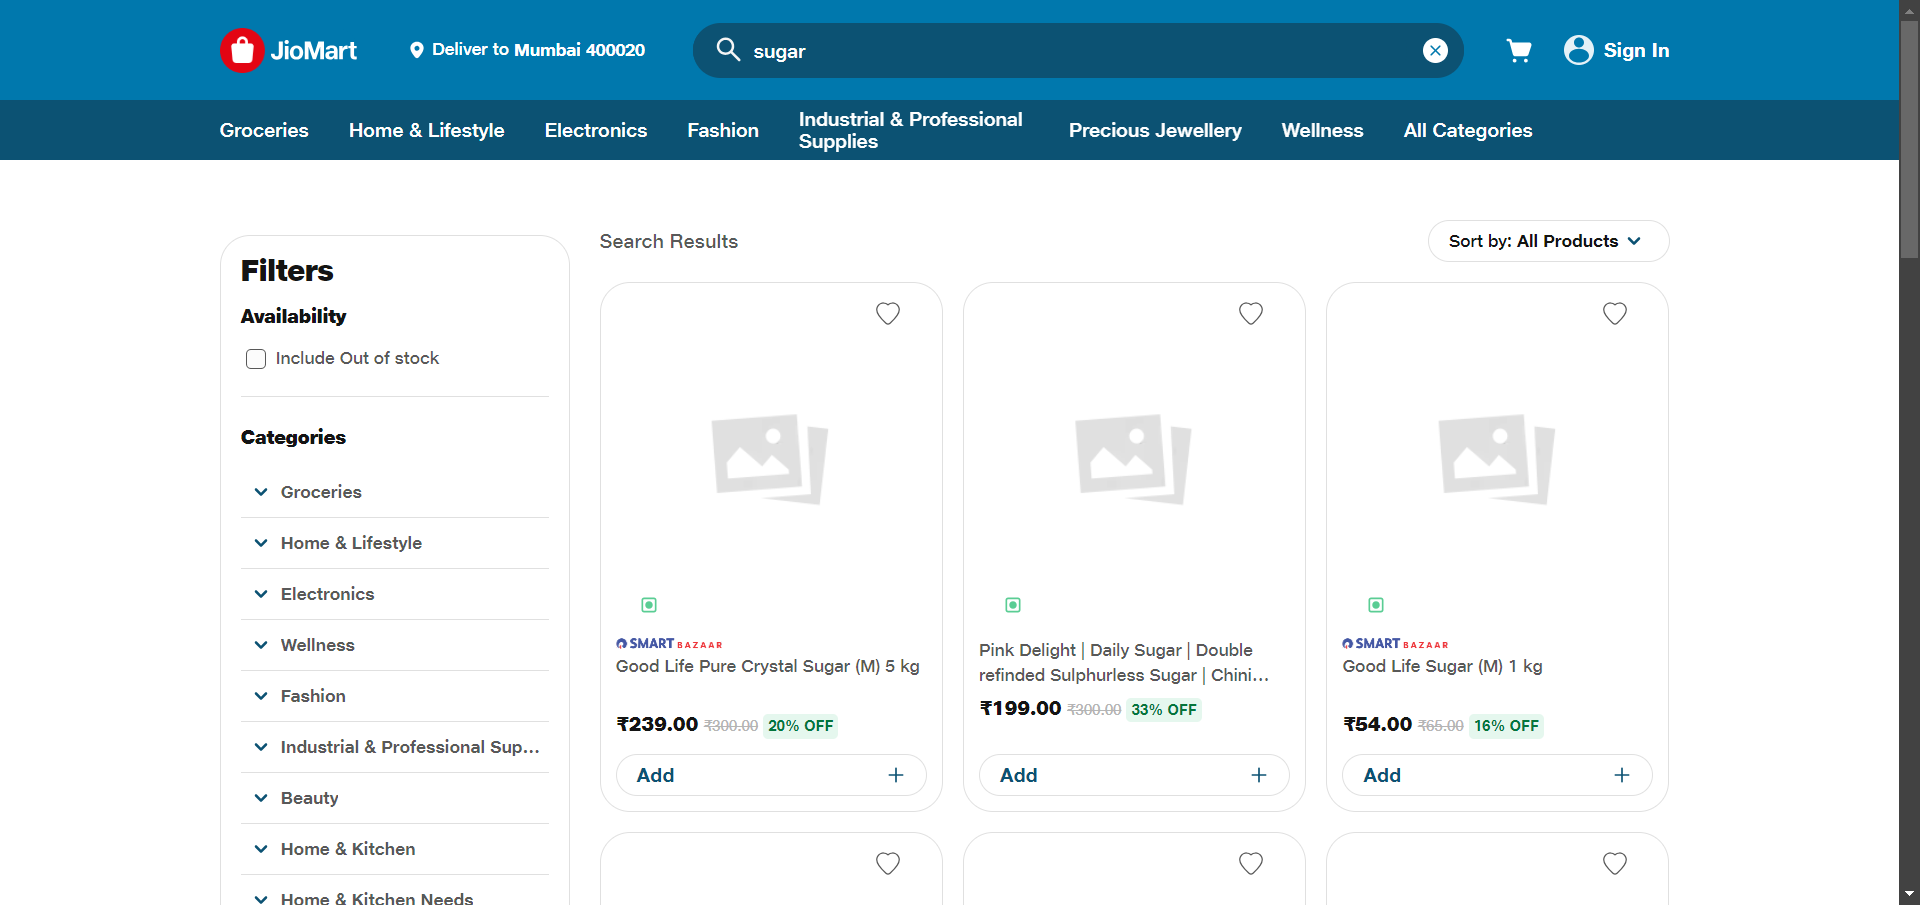 JioMart
Deliver to Mumbai 400020
sugar
Sign In
Groceries
Home & Lifestyle
Electronics
Fashion
Industrial & Professional
Supplies
Precious Jewellery
Wellness
All Categories
Filters
Availability
Include Out of stock
Categories
Groceries
Home & Lifestyle
Electronics
Wellness
Fashion
Industrial & Professional Sup...
Beauty
Home & Kitchen
Home & Kitchen Needs
Search Results
Sort by: All Products
SMART BAZAAR
Good Life Pure Crystal Sugar (M) 5 kg
₹239.00 ₹300.00 20% OFF
Add
Pink Delight | Daily Sugar | Double
refinded Sulphurless Sugar | Chini...
₹199.00 ₹300.00 33% OFF
Add
SMART BAZAAR
Good Life Sugar (M) 1 kg
₹54.00 ₹65.00 16% OFF
Add